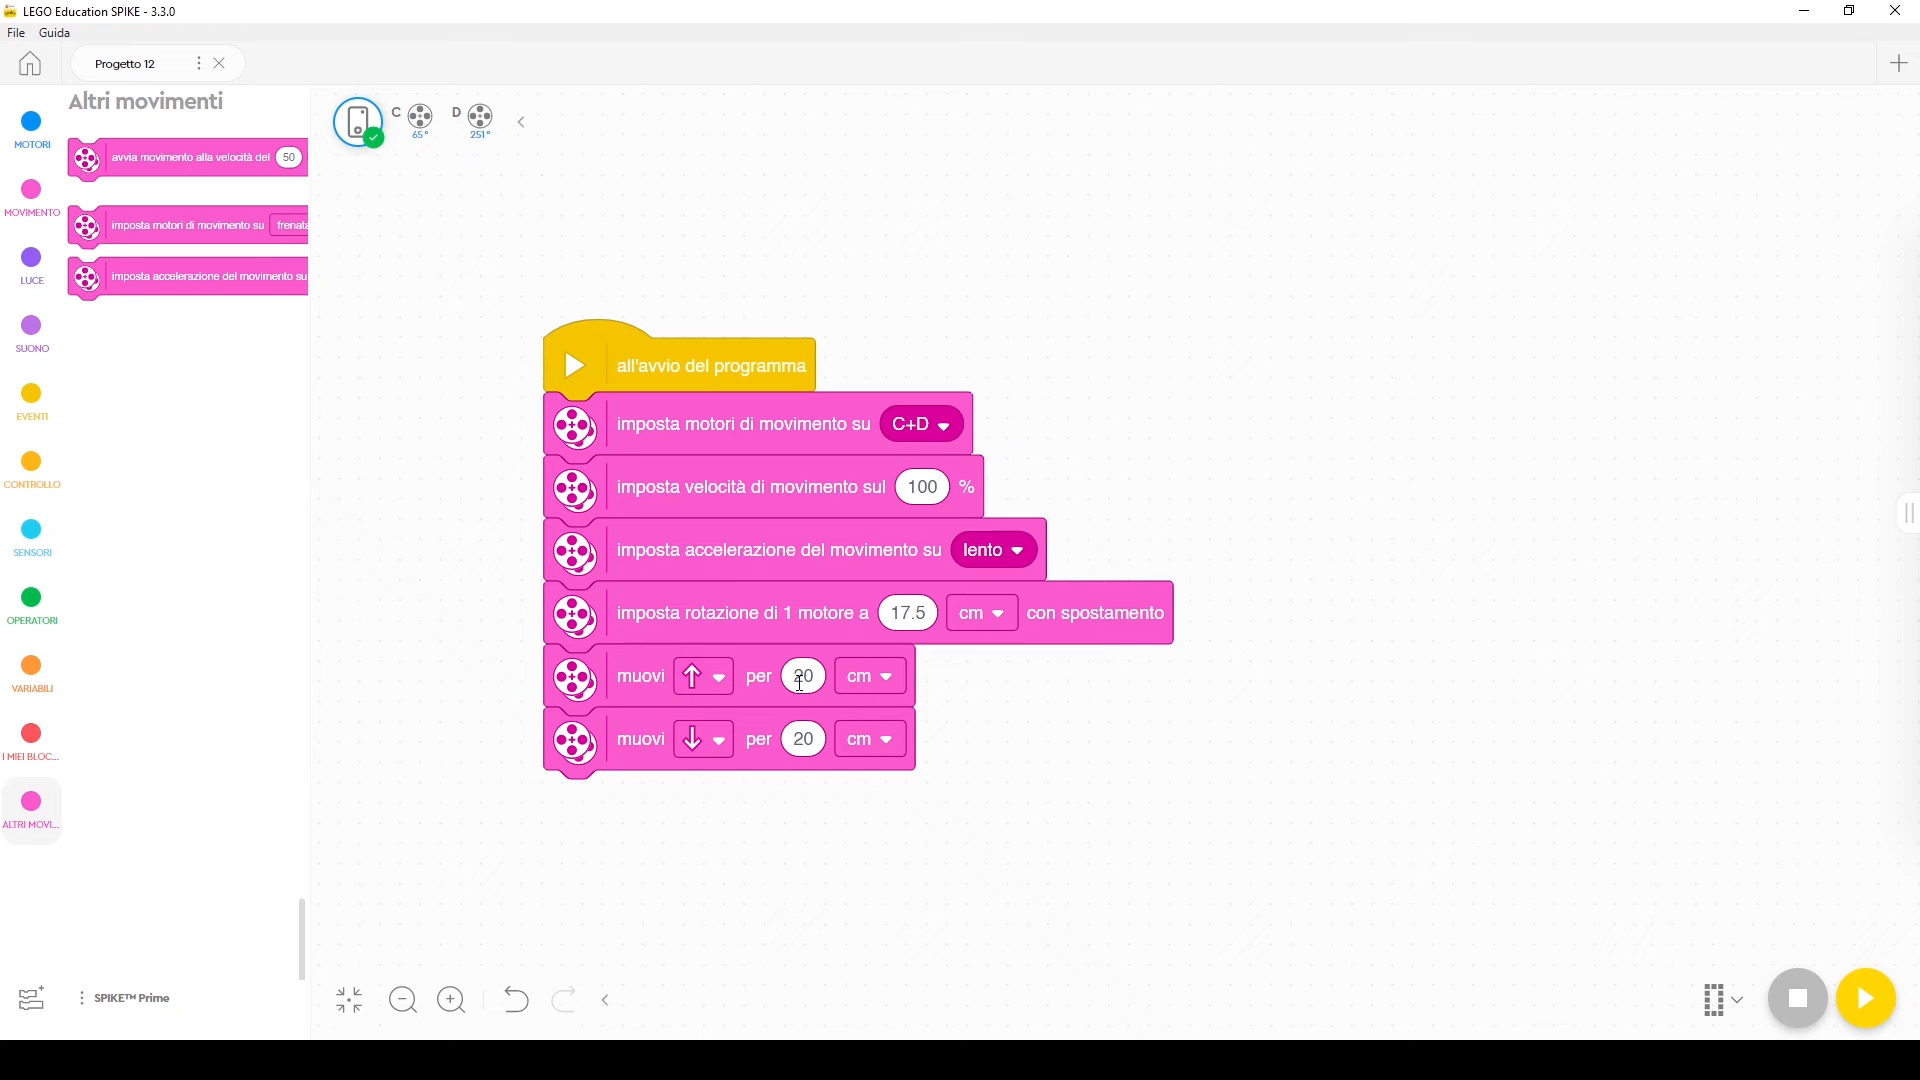 LEGO Education SPIKE - 3.3.0
File Guida
Progetto 12
Altri movimenti
C 65° D 251°
MOTORI
avvia movimento alla velocità del 50
MOVIMENTO
imposta motori di movimento su frenata
LUCE
imposta accelerazione del movimento su
SUONO
all'avvio del programma
EVENTI
imposta motori di movimento su C+D
CONTROLLO
imposta velocità di movimento sul 100 %
SENSORI
imposta accelerazione del movimento su lento
OPERATORI
imposta rotazione di 1 motore a 17.5 cm con spostamento
VARIABILI
muovi per 20 cm
I MIEI BLOC...
muovi per 20 cm
ALTRI MOVI...
SPIKE™ Prime